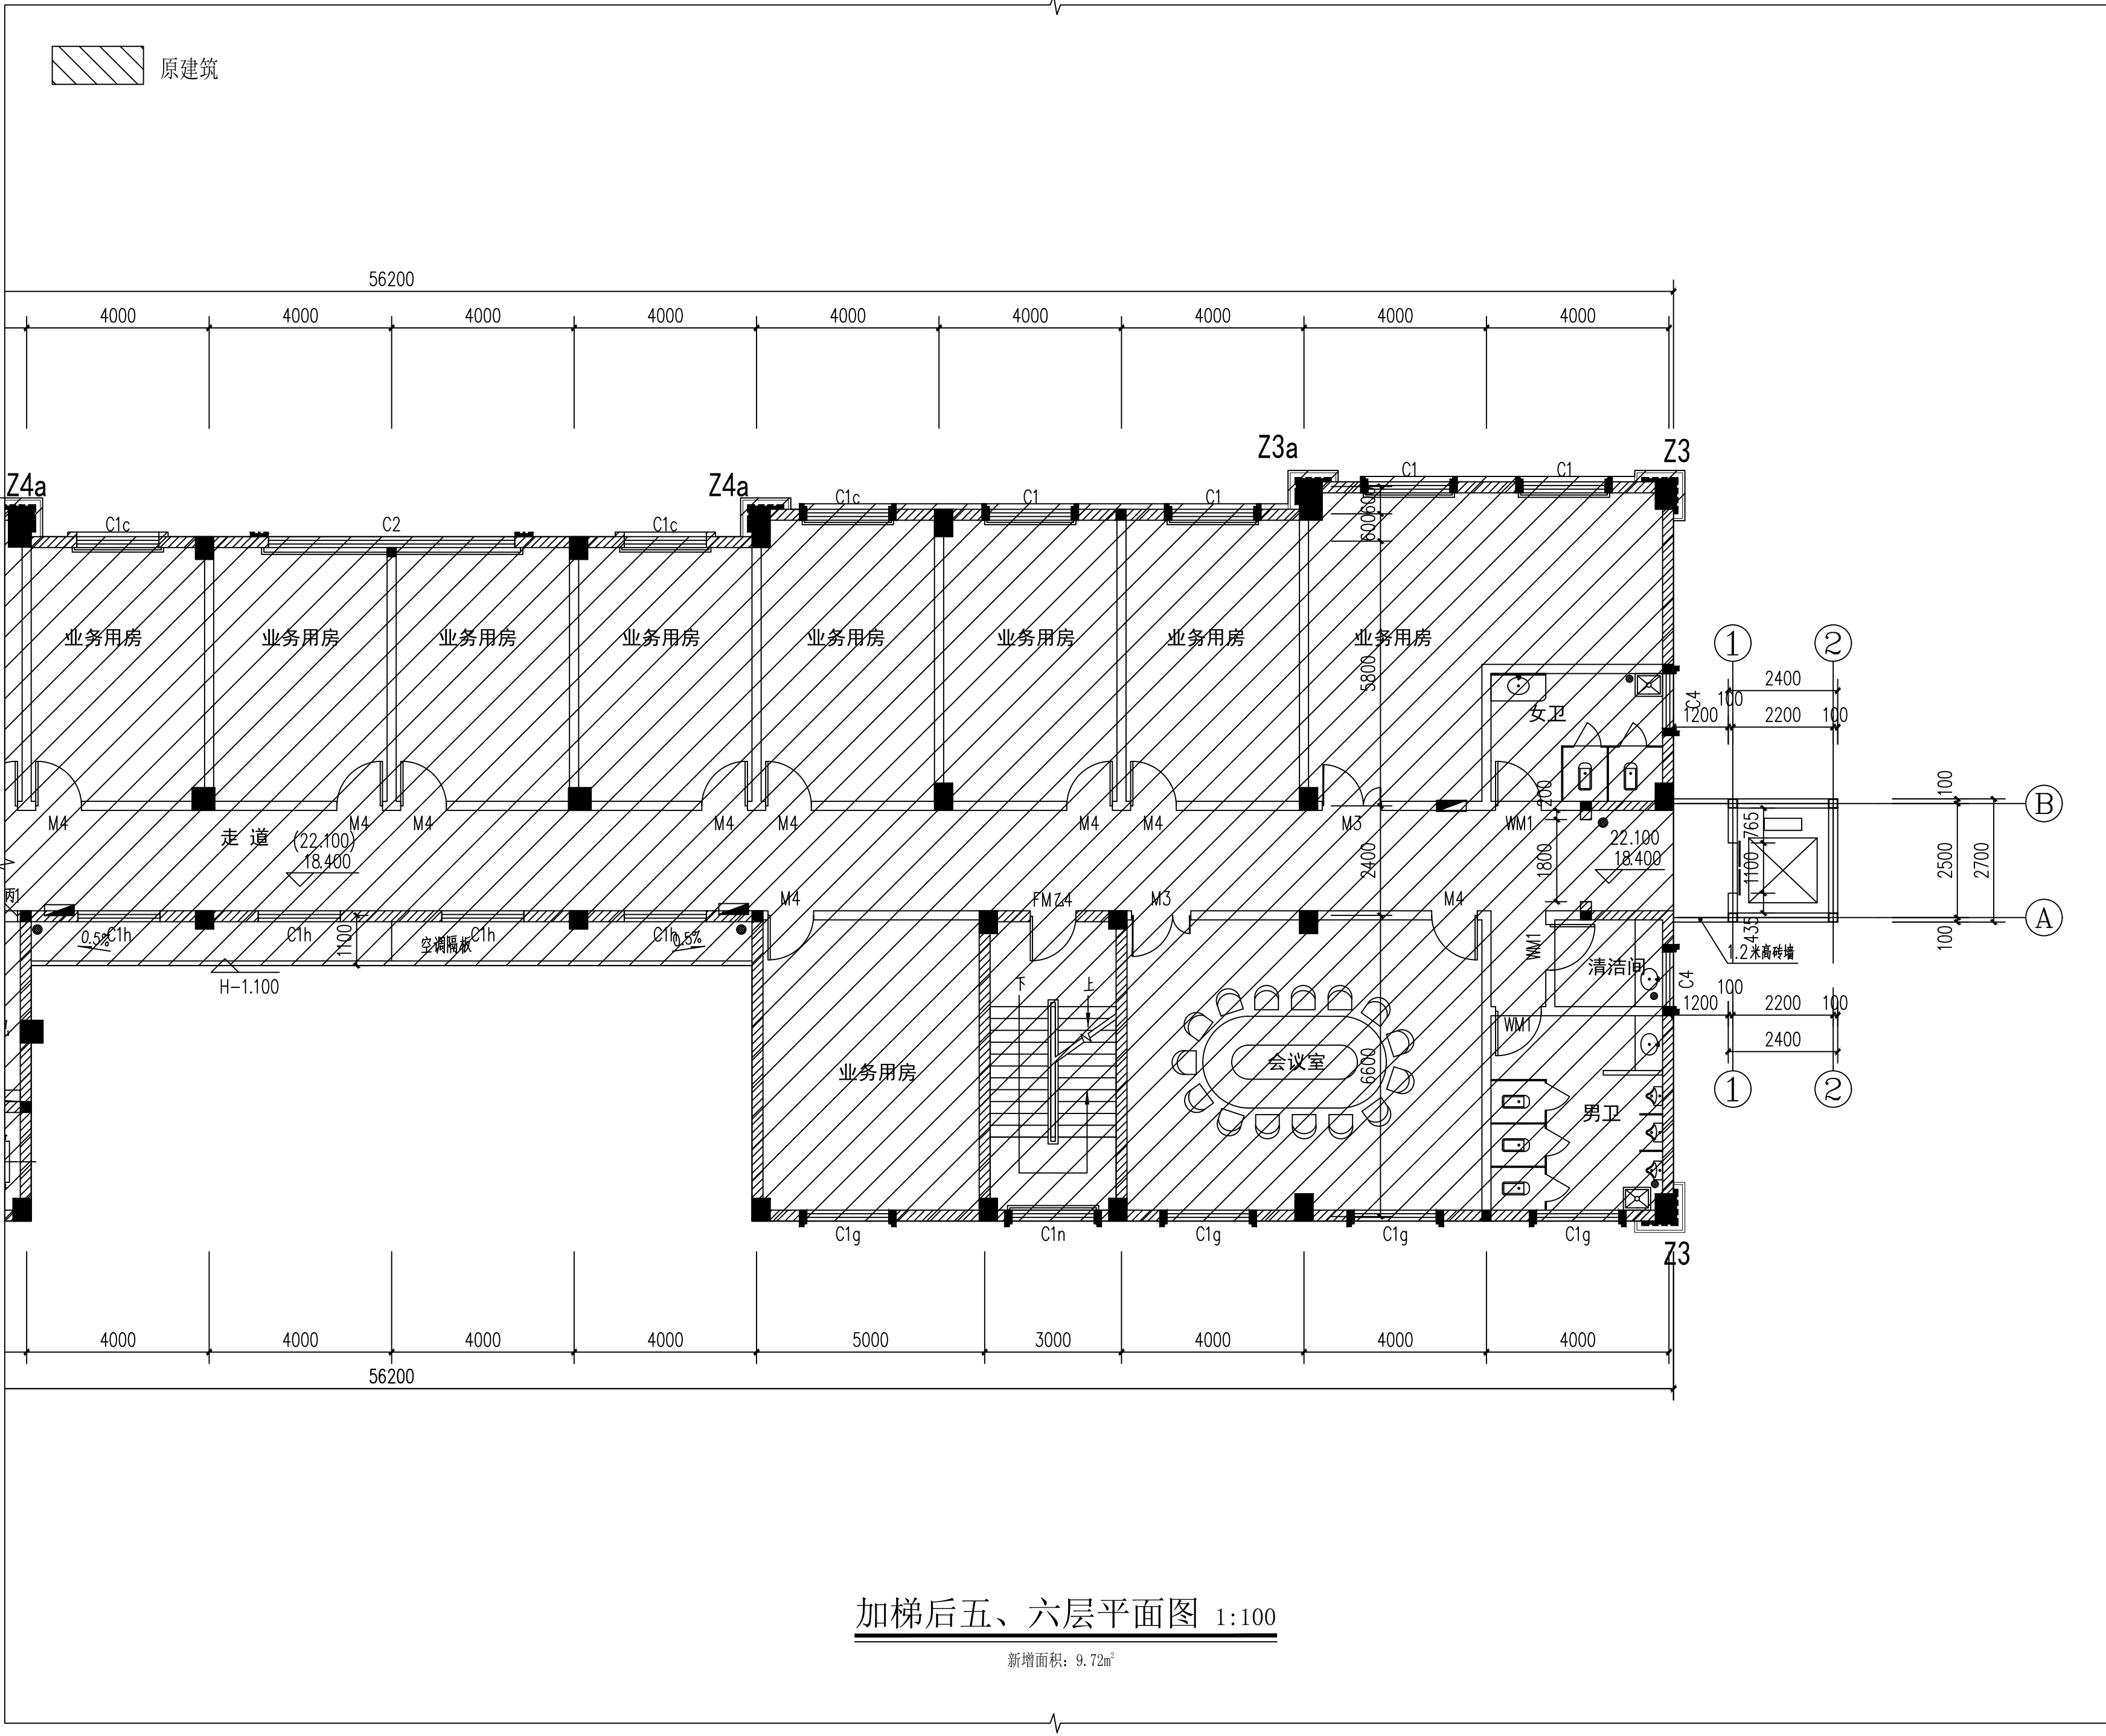 原建筑
56200
4000 4000 4000 4000 4000 4000 4000 4000 4000
Z3a Z3
Z4a Z4a
C1 C1
C1c C2 C1c C1c C1 C1
600 600
业务用房 业务用房 业务用房 业务用房 业务用房 业务用房 业务用房 业务用房
5800
1 2
2400
C4 100
女卫
1200 2200 100
200 100
M4 M4 M4 M4 M4 M4 M4 M3 WM1
B
765
走 道 (22.100)
18.400
22.100
18.400
2400 1800 1100 2500 2700
M4 FM乙4 M3 M4
A
C1h C1h C1h C1h
0.5% 0.5%
1100 空调隔板
WM1 435 100
1.2米高砖墙
清洁间
H-1.100
下 上
C4 100
1200 2200 100
WM1
2400
业务用房 会议室 6600
1 2
男卫
C1g C1n C1g C1g C1g
Z3
4000 4000 4000 4000 5000 3000 4000 4000 4000
56200
加梯后五、六层平面图 1:100
新增面积: 9.72m²